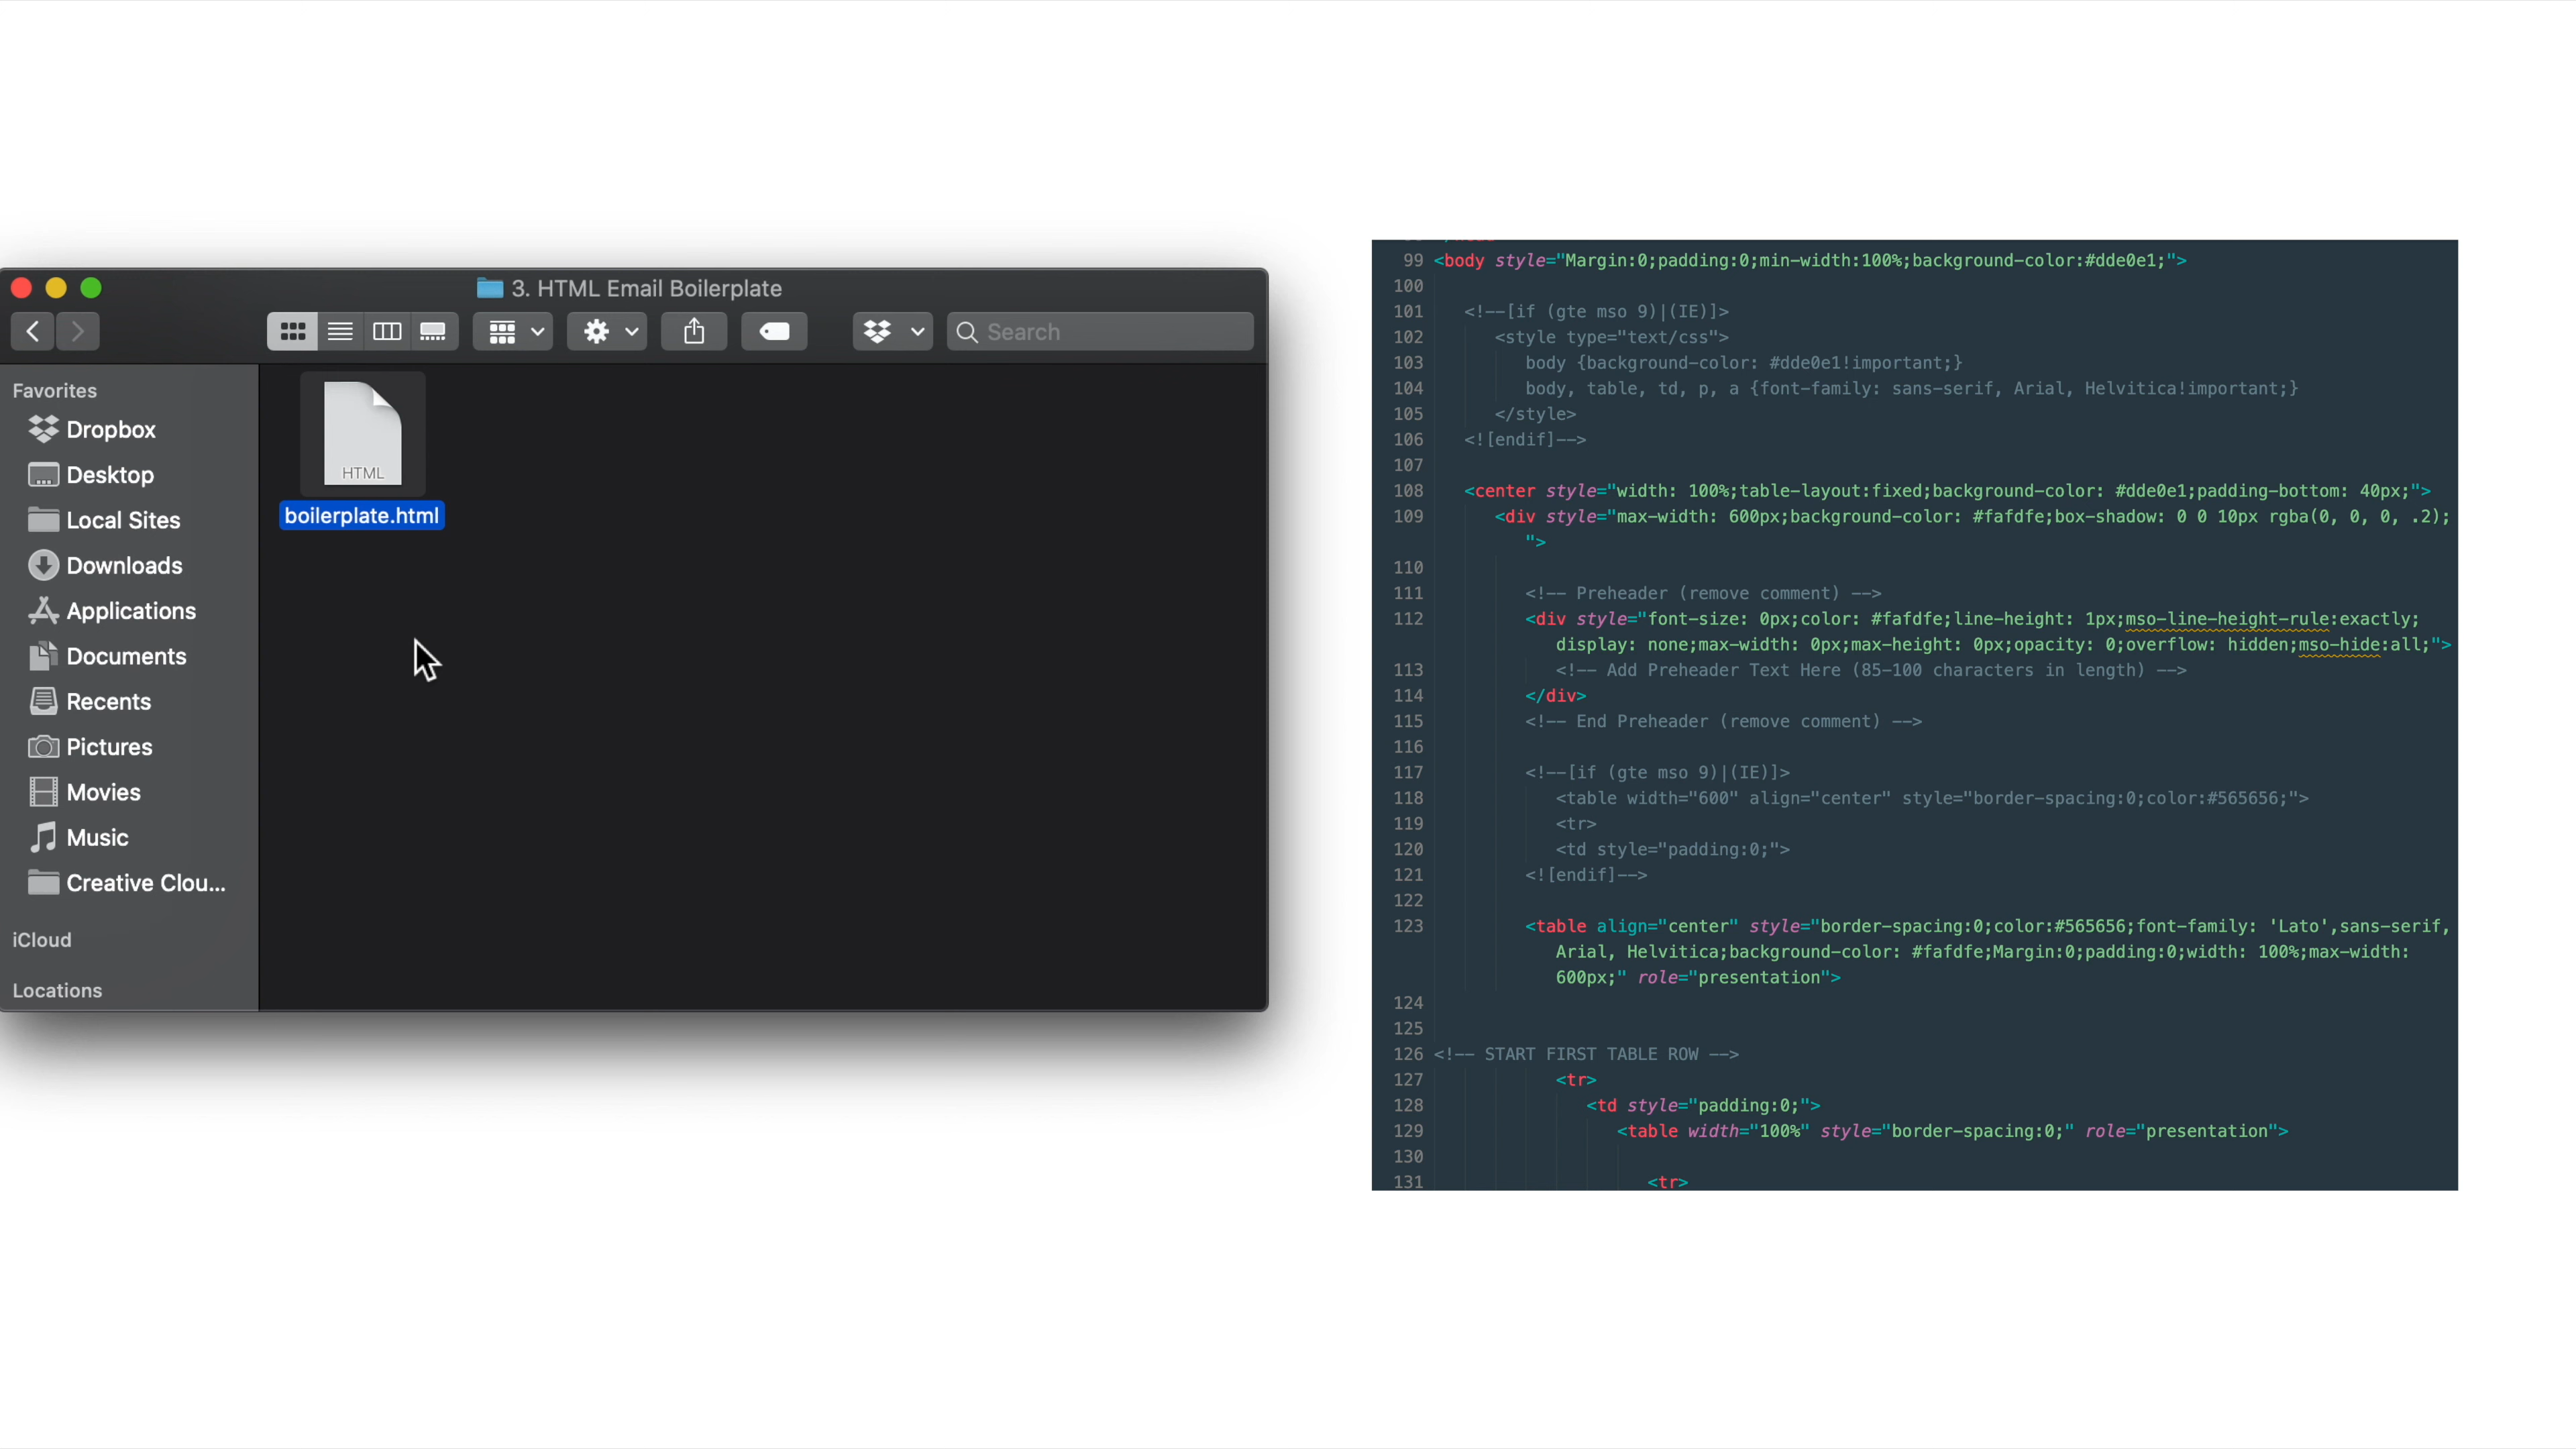 3. HTML Email Boilerplate
Search
Favorites
Dropbox
Desktop
Local Sites
Downloads
Applications
Documents
Recents
Pictures
Movies
Music
Creative Clou...
iCloud
Locations
HTML
boilerplate.html
99 <body style="Margin:0;padding:0;min-width:100%;background-color:#dde0e1;">
100
101 <!--[if (gte mso 9)|(IE)]>
102 <style type="text/css">
103 body {background-color: #dde0e1!important;}
104 body, table, td, p, a {font-family: sans-serif, Arial, Helvitica!important;}
105 </style>
106 <![endif]-->
107
108 <center style="width: 100%;table-layout:fixed;background-color: #dde0e1;padding-bottom: 40px;">
109 <div style="max-width: 600px;background-color: #fafdfe;box-shadow: 0 0 10px rgba(0, 0, 0, .2);
">
110
111 <!-- Preheader (remove comment) -->
112 <div style="font-size: 0px;color: #fafdfe;line-height: 1px;mso-line-height-rule:exactly;
display: none;max-width: 0px;max-height: 0px;opacity: 0;overflow: hidden;mso-hide:all;">
113 <!-- Add Preheader Text Here (85-100 characters in length) -->
114 </div>
115 <!-- End Preheader (remove comment) -->
116
117 <!--[if (gte mso 9)|(IE)]>
118 <table width="600" align="center" style="border-spacing:0;color:#565656;">
119 <tr>
120 <td style="padding:0;">
121 <![endif]-->
122
123 <table align="center" style="border-spacing:0;color:#565656;font-family: 'Lato',sans-serif,
Arial, Helvitica;background-color: #fafdfe;Margin:0;padding:0;width: 100%;max-width:
600px;" role="presentation">
124
125
126 <!-- START FIRST TABLE ROW -->
127 <tr>
128 <td style="padding:0;">
129 <table width="100%" style="border-spacing:0;" role="presentation">
130
131 <tr>